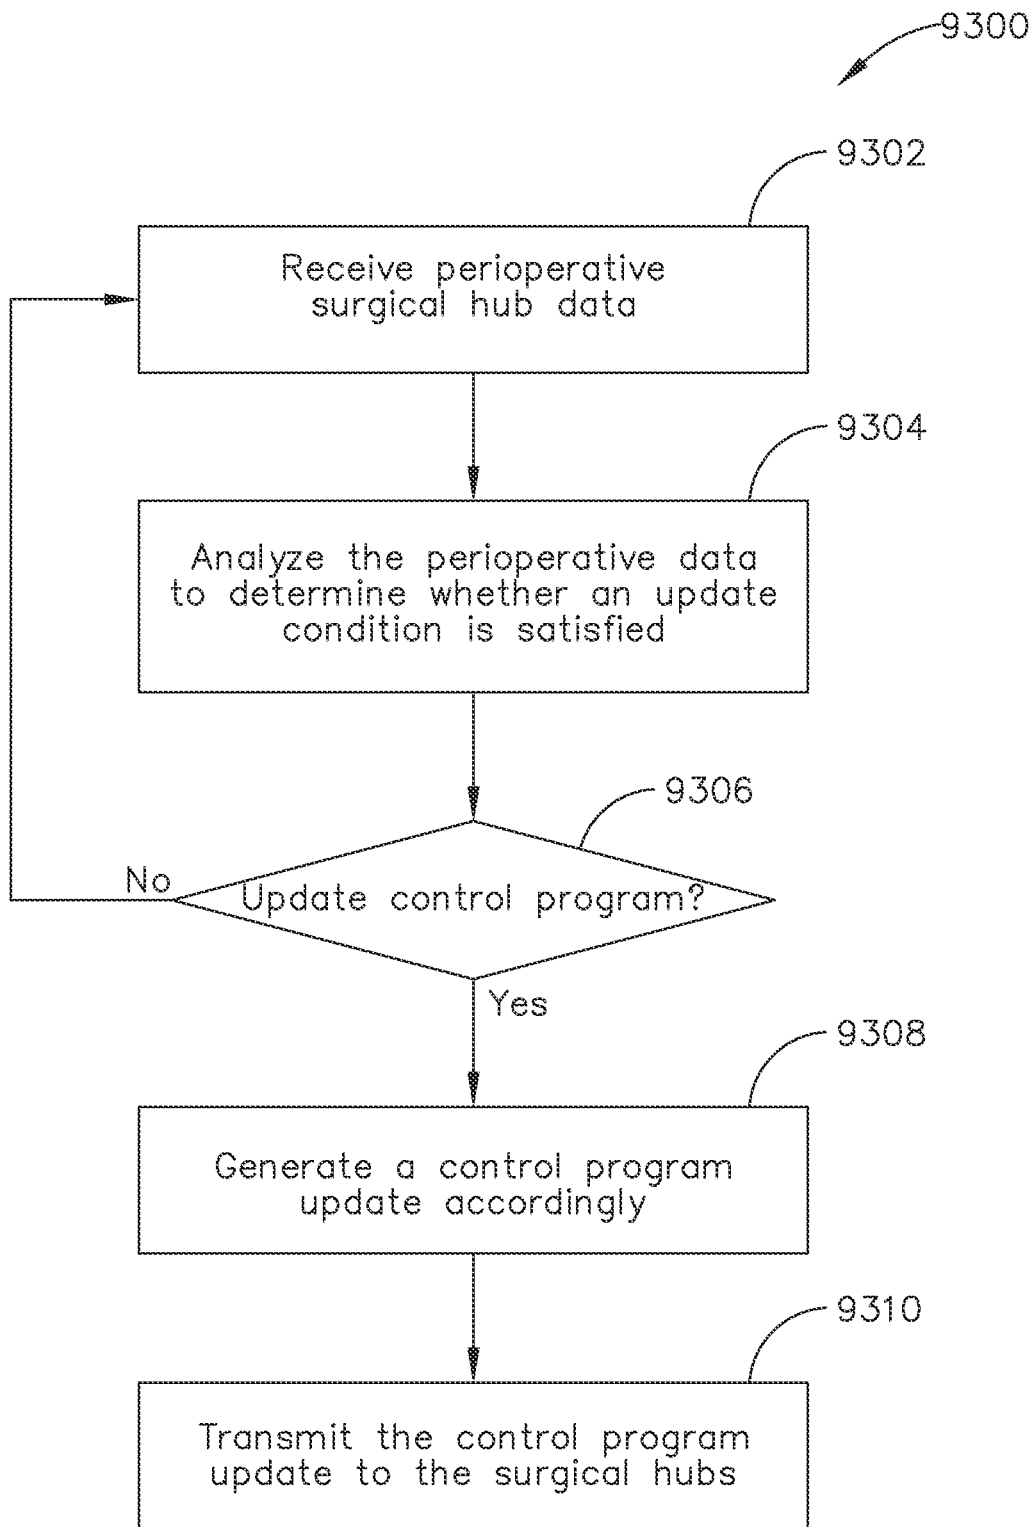 9300
9302
Receive perioperative
surgical hub data
9304
Analyze the perioperative data
to determine whether an update
condition is satisfied
9306
No
Update control program?
Yes
9308
Generate a control program
update accordingly
9310
Transmit the control program
update to the surgical hubs